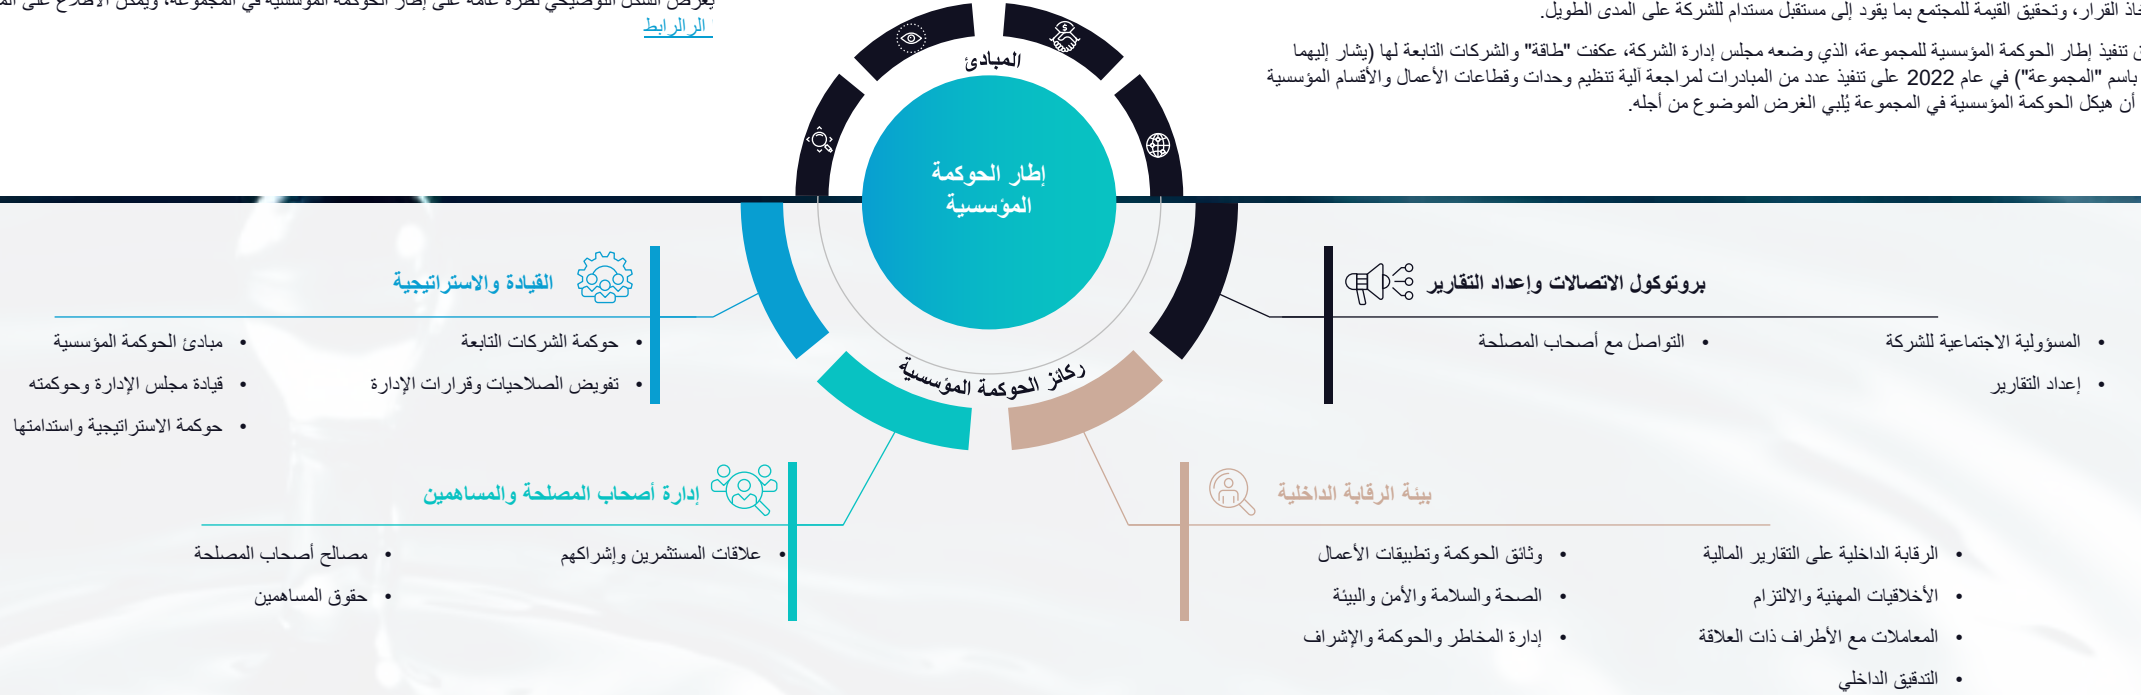 القرار، وتحقيق القيمة للمجتمع بما يقود إلى مستقبل مستدام للشركة على المدى الطويل.
تنفيذ إطار الحوكمة المؤسسية للمجموعة، الذي وضعه مجلس إدارة الشركة، عكفت "طاقة" والشركات التابعة لها (يشار إليهما
باسم "المجموعة") في عام 2022 على تنفيذ عدد من المبادرات لمراجعة آلية تنظيم وحدات وقطاعات الأعمال والأقسام المؤسسية
أن هيكل الحوكمة المؤسسية في المجموعة يُلبي الغرض الموضوع من أجله.
يعرض الشكل التوضيحي نظرة عامة على إطار الحوكمة المؤسسية في المجموعة، ويمكن الاطلاع على
الرالرابط
المبادئ
إطار الحوكمة
المؤسسية
ركائز الحوكمة المؤسسية
بروتوكول الاتصالات وإعداد التقارير
• المسؤولية الاجتماعية للشركة
• إعداد التقارير
• التواصل مع أصحاب المصلحة
القيادة والاستراتيجية
• حوكمة الشركات التابعة
• تفويض الصلاحيات وقرارات الإدارة
• مبادئ الحوكمة المؤسسية
• قيادة مجلس الإدارة وحوكمته
• حوكمة الاستراتيجية واستدامتها
بيئة الرقابة الداخلية
• الرقابة الداخلية على التقارير المالية
• الأخلاقيات المهنية والالتزام
• المعاملات مع الأطراف ذات العلاقة
• التدقيق الداخلي
• وثائق الحوكمة وتطبيقات الأعمال
• الصحة والسلامة والأمن والبيئة
• إدارة المخاطر والحوكمة والإشراف
إدارة أصحاب المصلحة والمساهمين
• علاقات المستثمرين وإشراكهم
• مصالح أصحاب المصلحة
• حقوق المساهمين